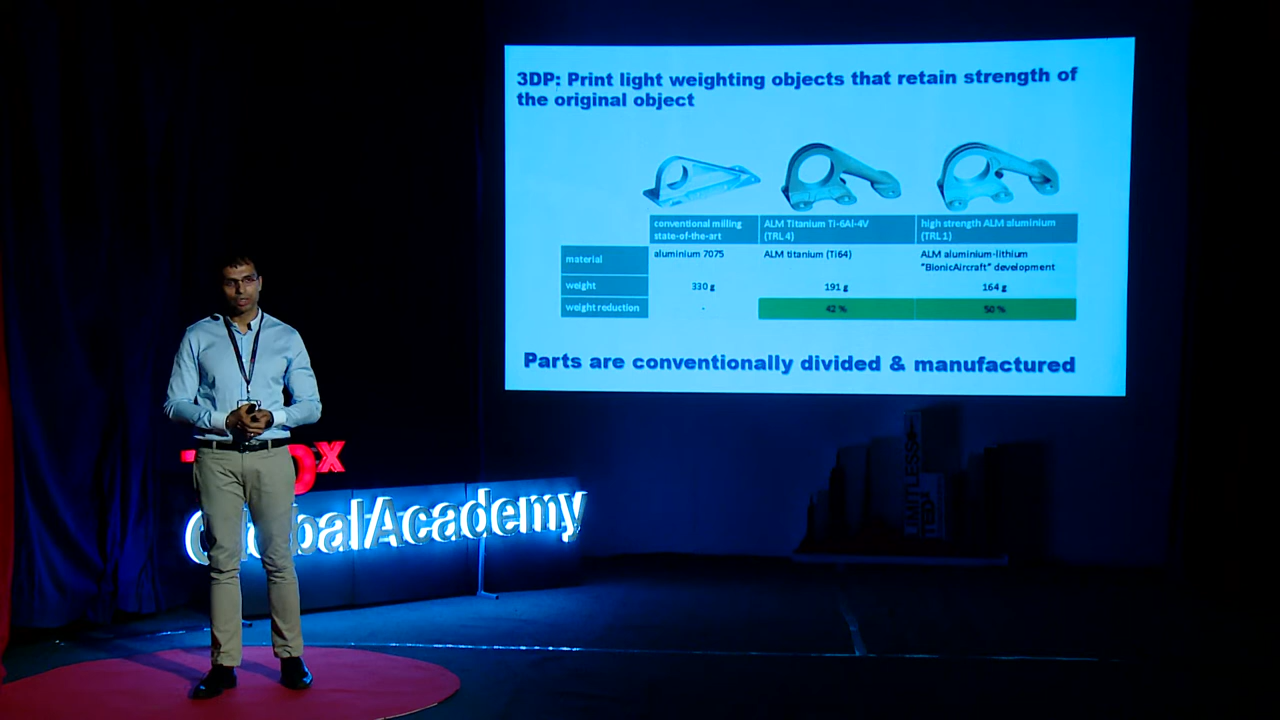 3DP: Print light weighting objects that retain strength of
the original object
conventional milling
state-of-the-art
ALM Titanium Ti-6Al-4V
(TRL 4)
high strength ALM aluminium
(TRL 1)
material
aluminium 7075
ALM titanium (Ti64)
ALM aluminium-lithium
"BionicAircraft" development
weight
330 g
191 g
164 g
weight reduction
-
42 %
50 %
Parts are conventionally divided & manufactured
x
GlobalAcademy
LIMITLESS
TED